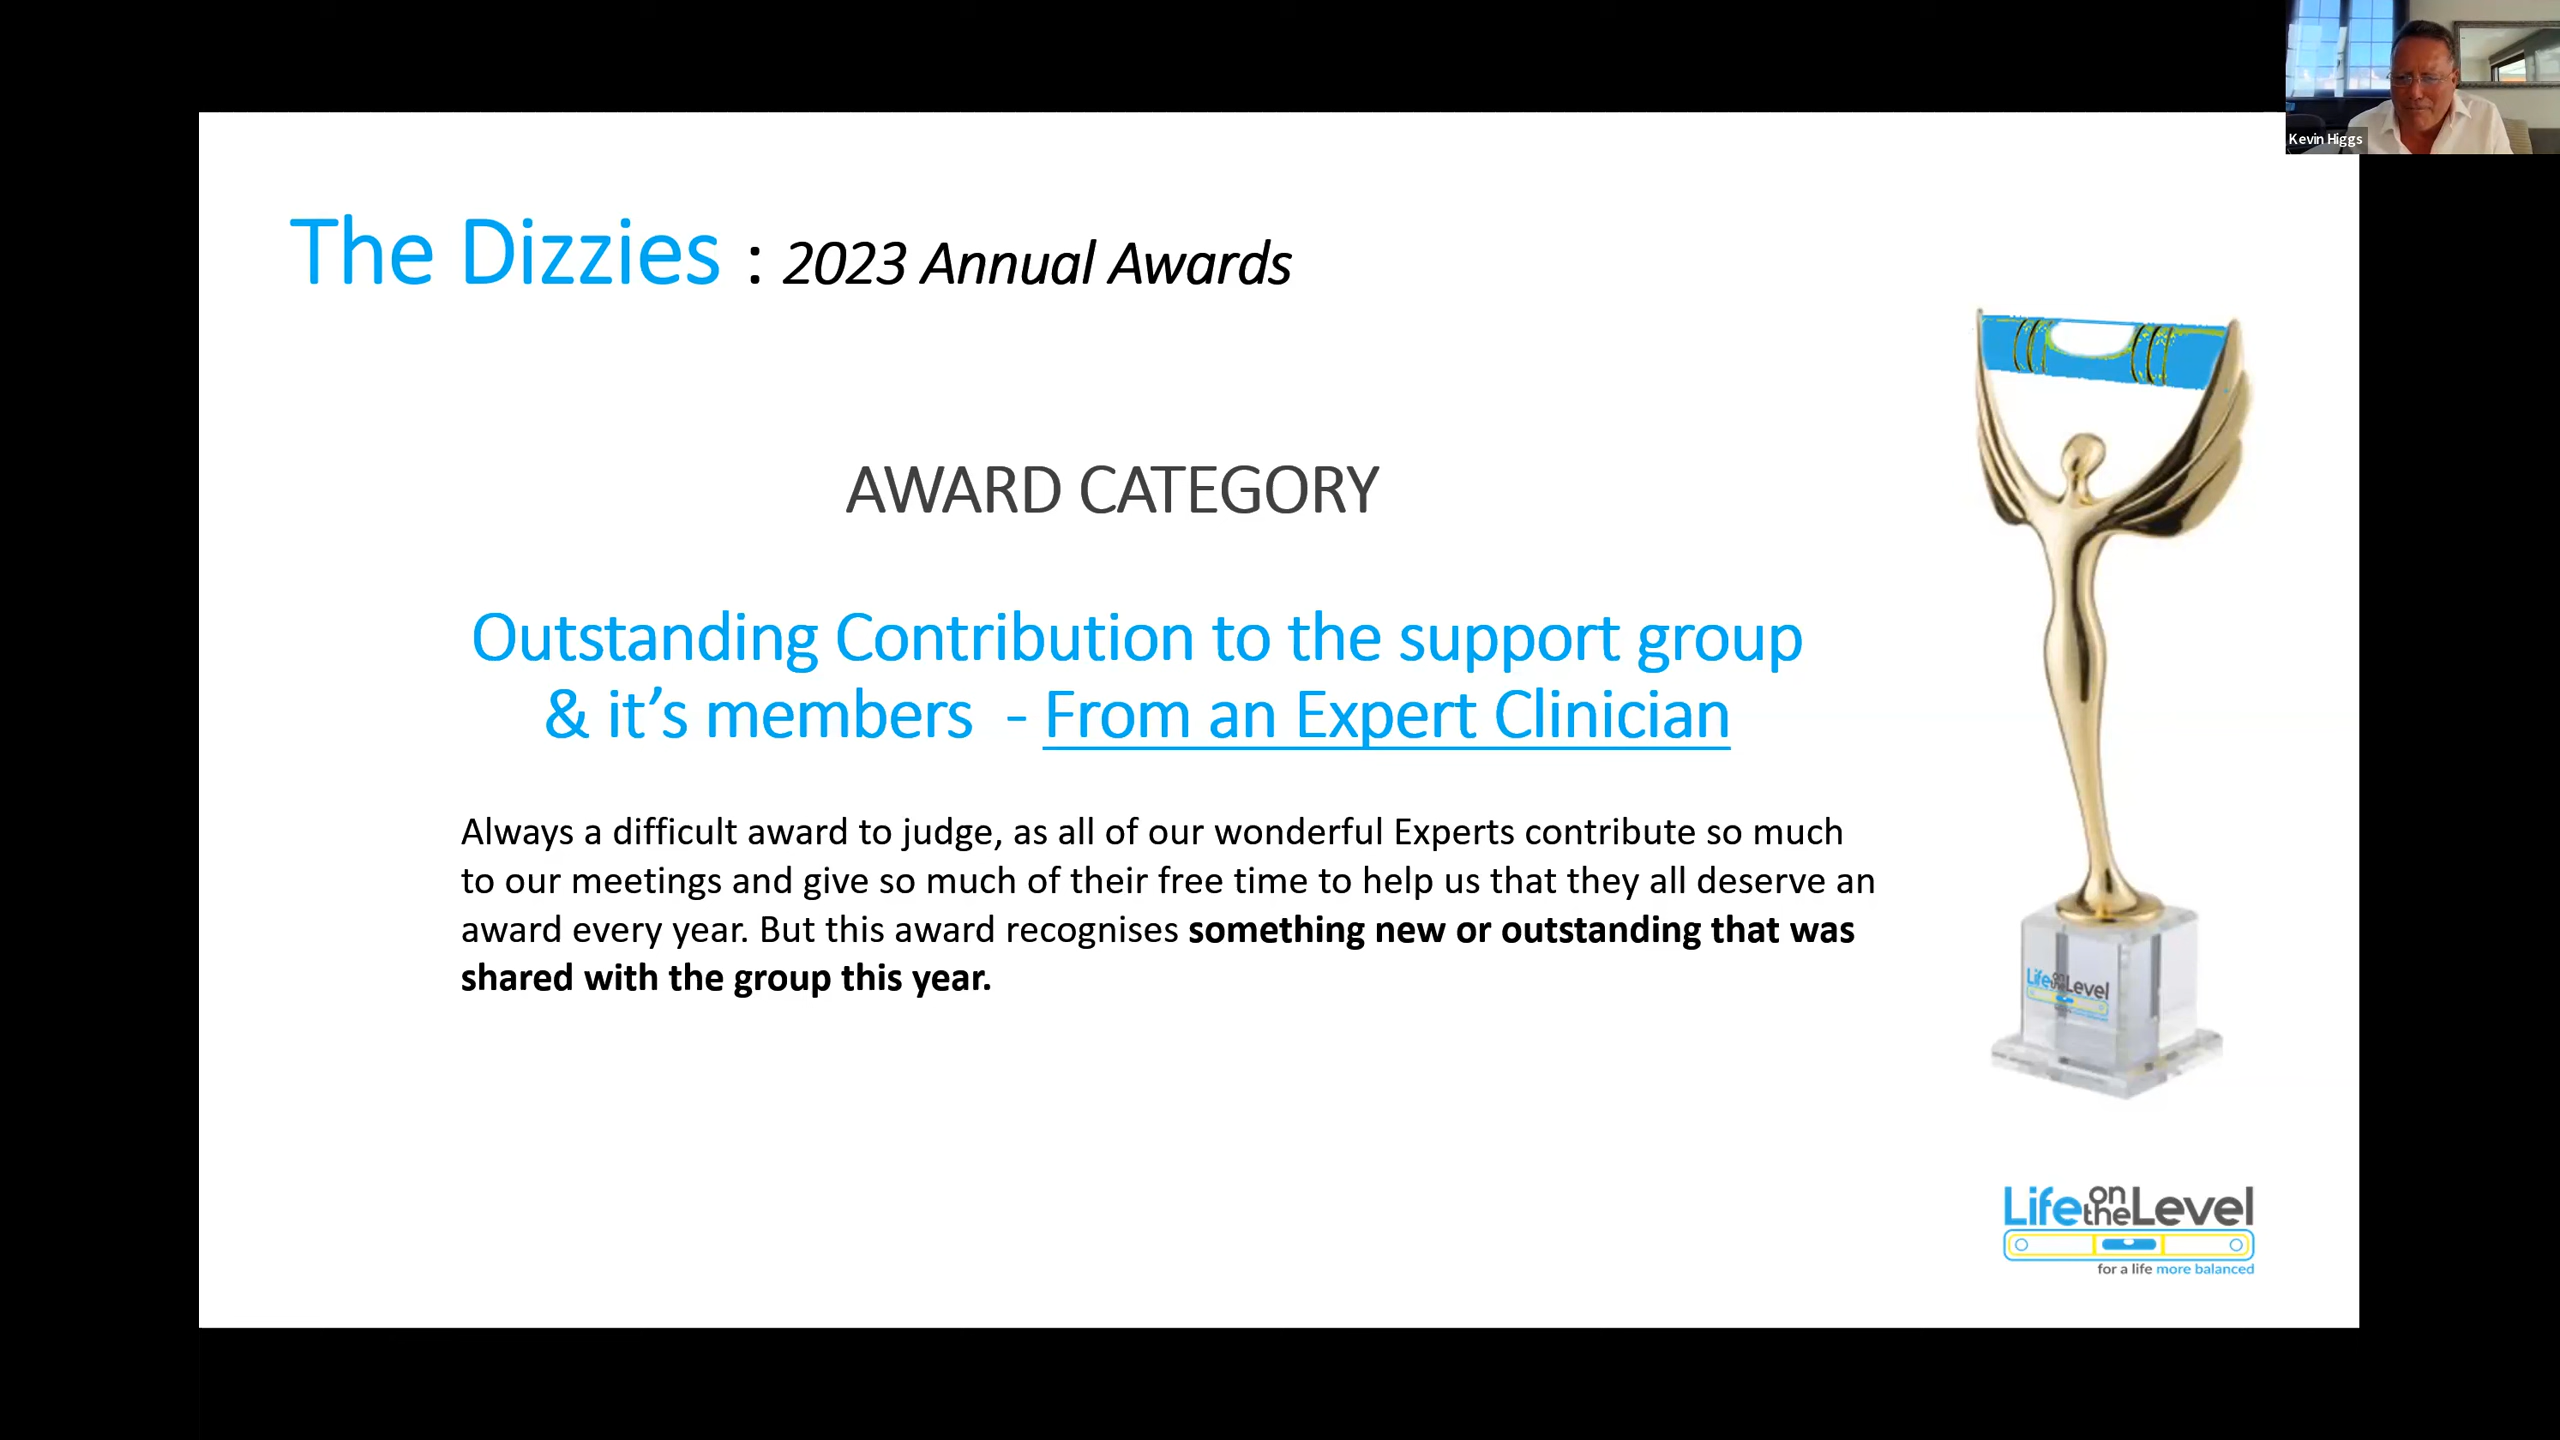 Kevin Higgs
The Dizzies : 2023 Annual Awards
AWARD CATEGORY
Outstanding Contribution to the support group
& it’s members - From an Expert Clinician
Always a difficult award to judge, as all of our wonderful Experts contribute so much
to our meetings and give so much of their free time to help us that they all deserve an
award every year. But this award recognises something new or outstanding that was
shared with the group this year.
Life on the Level
Life on the Level
for a life more balanced